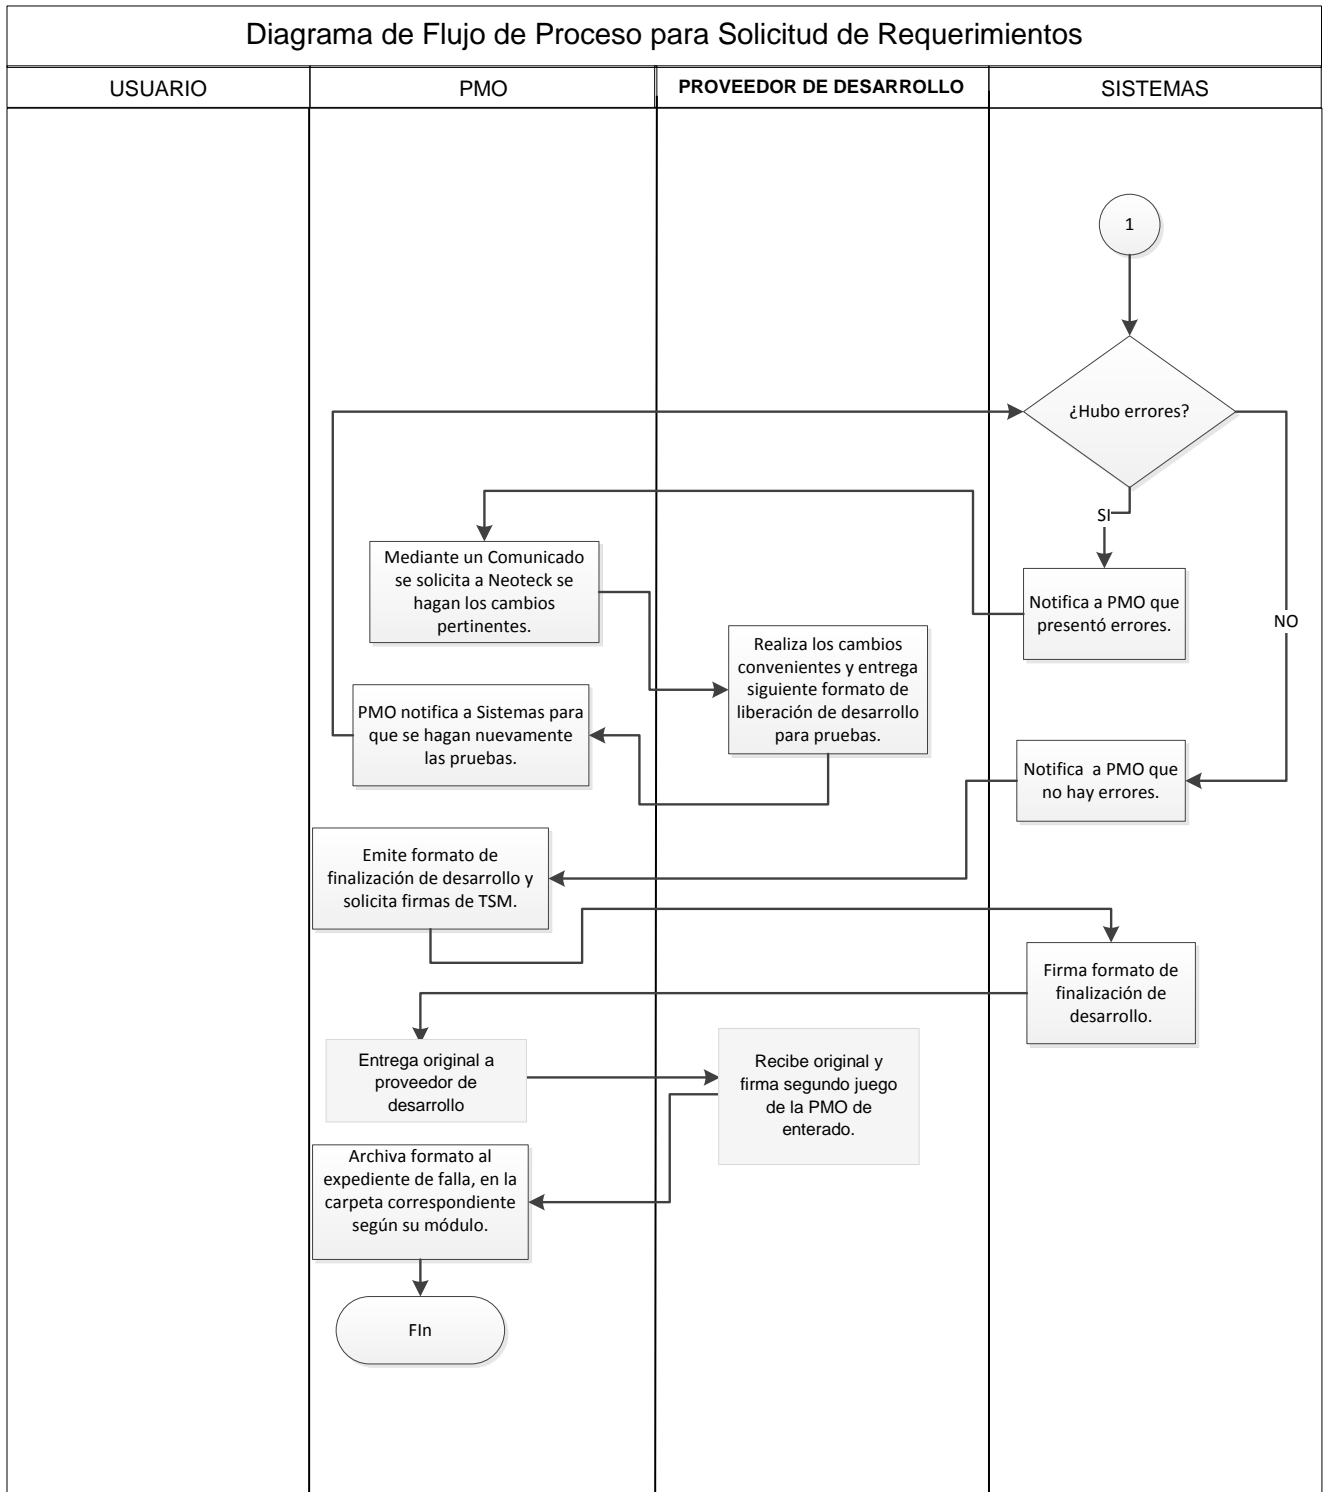 Diagrama de Flujo de Proceso para Solicitud de Requerimientos
USUARIO
PMO
PROVEEDOR DE DESARROLLO
SISTEMAS
1
¿Hubo errores?
SI
NO
Mediante un Comunicado
se solicita a Neoteck se
hagan los cambios
pertinentes.
Notifica a PMO que
presentó errores.
Realiza los cambios
convenientes y entrega
siguiente formato de
liberación de desarrollo
para pruebas.
PMO notifica a Sistemas para
que se hagan nuevamente
las pruebas.
Notifica  a PMO que
no hay errores.
Emite formato de
finalización de desarrollo y
solicita firmas de TSM.
Firma formato de
finalización de
desarrollo.
Entrega original a
proveedor de
desarrollo
Recibe original y
firma segundo juego
de la PMO de
enterado.
Archiva formato al
expediente de falla, en la
carpeta correspondiente
según su módulo.
FIn